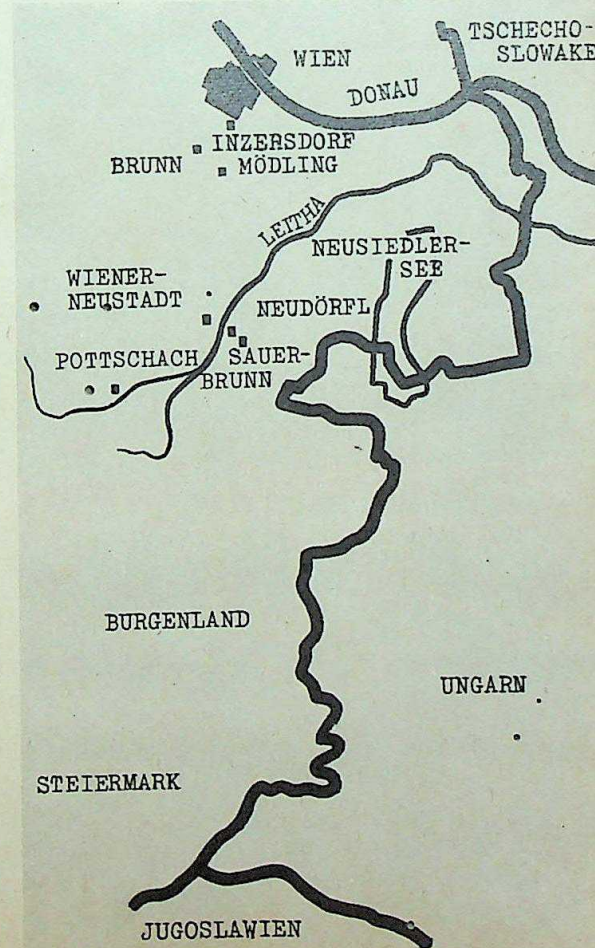 TSCHECHO-
SLOWAKE
WIEN
DONAU
INZERSDORF
BRUNN
MÖDLING
LEITHA
NEUSIEDLER-
SEE
WIENER-
NEUSTADT
NEUDÖRFL
POTTSCHACH
SAUER-
BRUNN
BURGENLAND
UNGARN
STEIERMARK
JUGOSLAWIEN